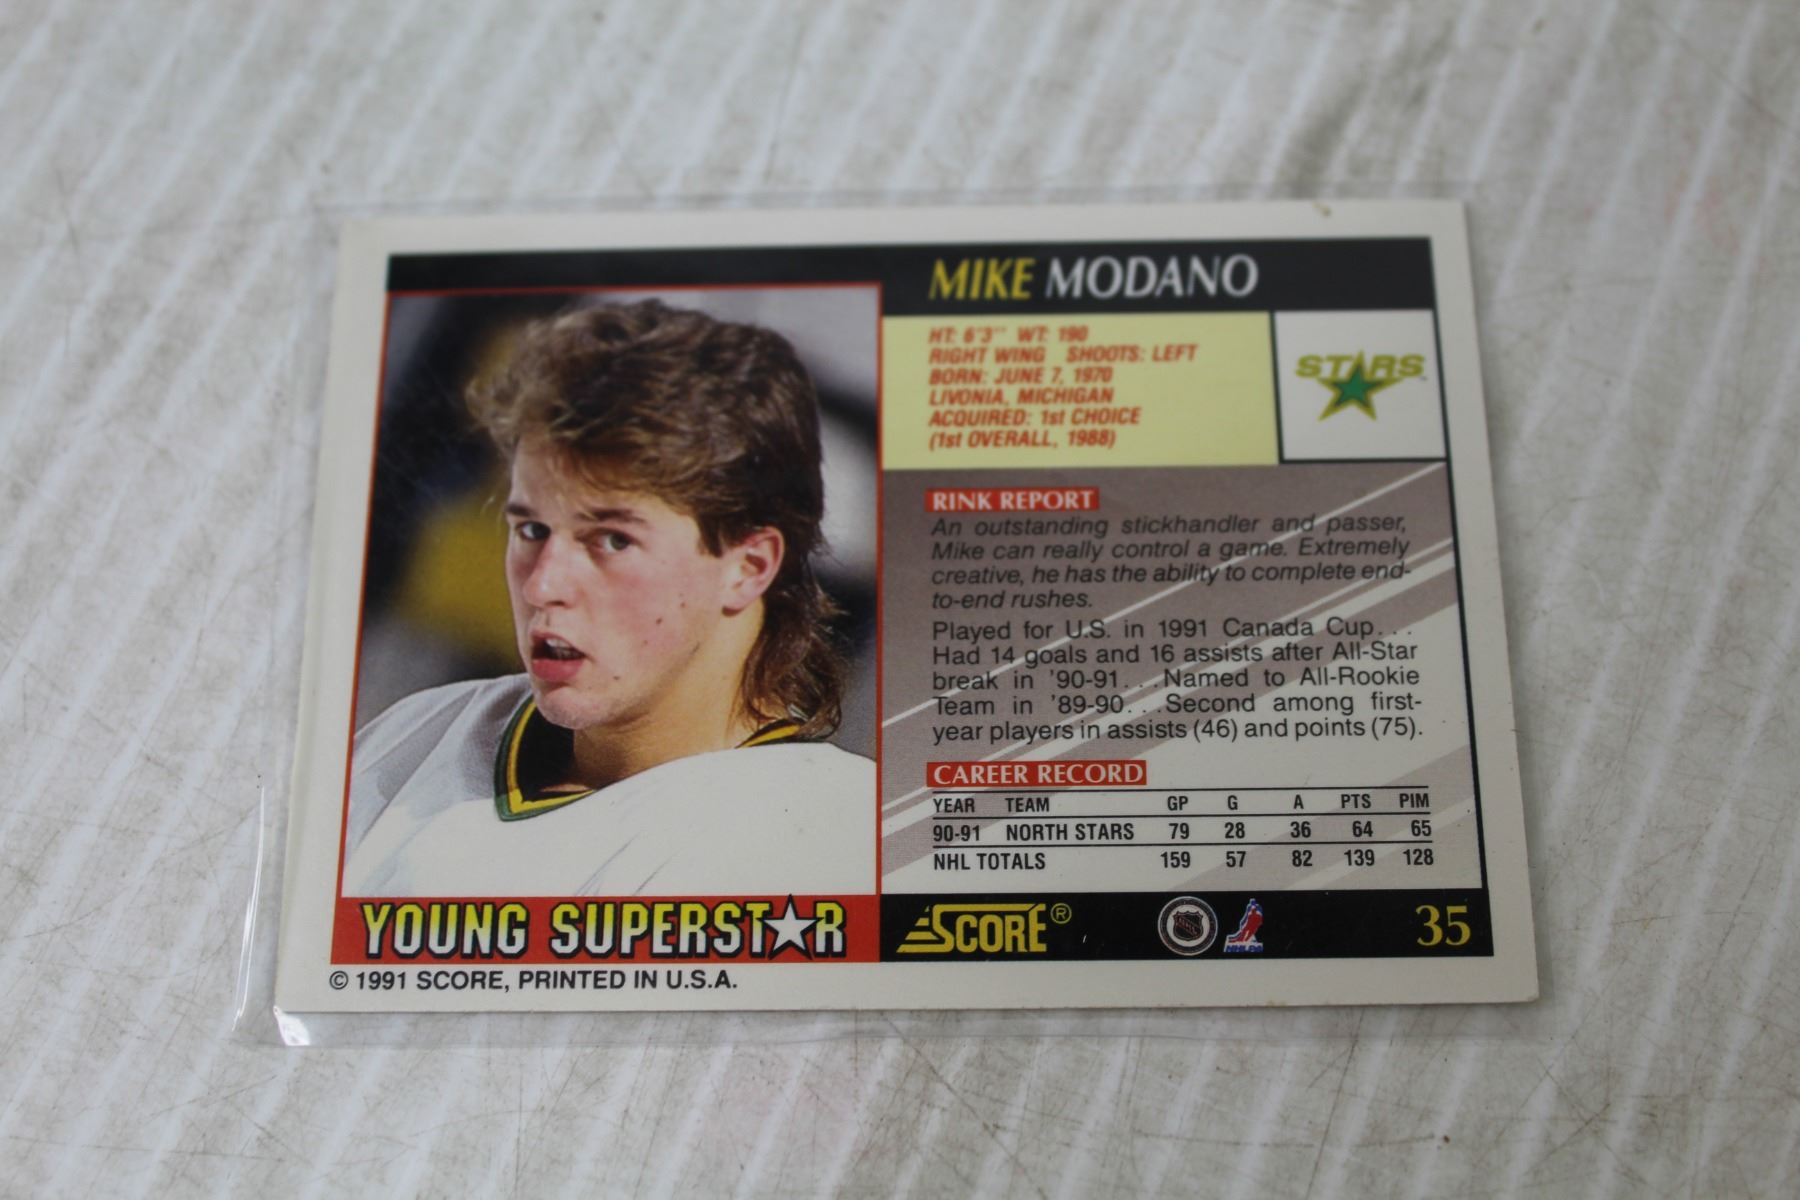 MIKE MODANO
HT: 6'3" WT: 190
RIGHT WING SHOOTS: LEFT
BORN: JUNE 7, 1970
LIVONIA, MICHIGAN
ACQUIRED: 1st CHOICE
(1st OVERALL, 1988)
STARS
RINK REPORT
An outstanding stickhandler and passer,
Mike can really control a game. Extremely
creative, he has the ability to complete end-
to-end rushes.
Played for U.S. in 1991 Canada Cup. . .
Had 14 goals and 16 assists after All-Star
break in '90-91. . .Named to All-Rookie
Team in '89-90. . .Second among first-
year players in assists (46) and points (75).
CAREER RECORD
YEAR TEAM GP G A PTS PIM
90-91 NORTH STARS 79 28 36 64 65
NHL TOTALS 159 57 82 139 128
YOUNG SUPERSTAR
SCORE®
NHL
NHLPA
35
© 1991 SCORE, PRINTED IN U.S.A.